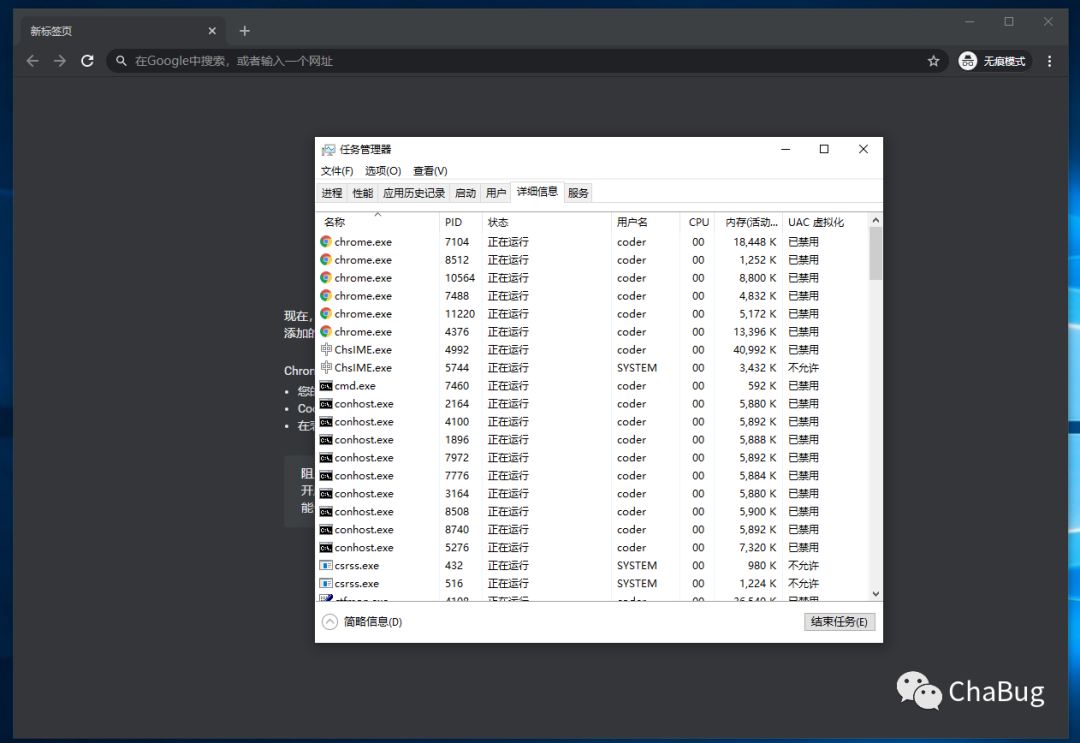 新标签页
在Google中搜索，或者输入一个网址
无痕模式
任务管理器
文件(F) 选项(O) 查看(V)
进程 性能 应用历史记录 启动 用户 详细信息 服务
名称 PID 状态 用户名 CPU 内存(活动... UAC 虚拟化
chrome.exe 7104 正在运行 coder 00 18,448 K 已禁用
chrome.exe 8512 正在运行 coder 00 1,252 K 已禁用
chrome.exe 10564 正在运行 coder 00 8,800 K 已禁用
chrome.exe 7488 正在运行 coder 00 4,832 K 已禁用
chrome.exe 11220 正在运行 coder 00 5,172 K 已禁用
chrome.exe 4376 正在运行 coder 00 13,396 K 已禁用
ChsIME.exe 4992 正在运行 coder 00 40,992 K 已禁用
ChsIME.exe 5744 正在运行 SYSTEM 00 3,432 K 不允许
cmd.exe 7460 正在运行 coder 00 592 K 已禁用
conhost.exe 2164 正在运行 coder 00 5,880 K 已禁用
conhost.exe 4100 正在运行 coder 00 5,892 K 已禁用
conhost.exe 1896 正在运行 coder 00 5,888 K 已禁用
conhost.exe 7972 正在运行 coder 00 5,892 K 已禁用
conhost.exe 7776 正在运行 coder 00 5,884 K 已禁用
conhost.exe 3164 正在运行 coder 00 5,880 K 已禁用
conhost.exe 8508 正在运行 coder 00 5,900 K 已禁用
conhost.exe 8740 正在运行 coder 00 5,892 K 已禁用
conhost.exe 5276 正在运行 coder 00 7,320 K 已禁用
csrss.exe 432 正在运行 SYSTEM 00 980 K 不允许
csrss.exe 516 正在运行 SYSTEM 00 1,224 K 不允许
简略信息(D) 结束任务(E)
现在，
添加的
Chron
Coo
阻
开
能
ChaBug